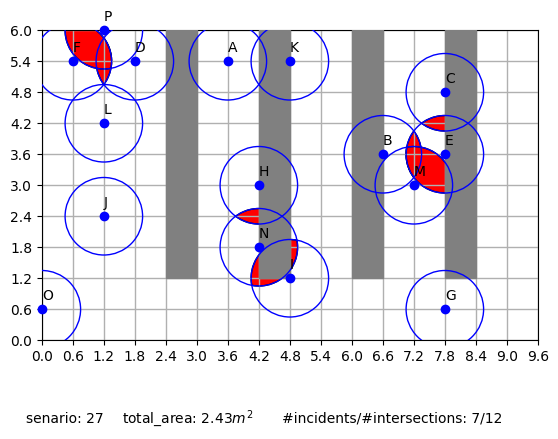 6.0
5.4
4.8
4.2
3.6
3.0
2.4
1.8
1.2
0.6
0.0
P
F D A K
C
L
B E
H M
J
N
I
O G
0.0 0.6 1.2 1.8 2.4 3.0 3.6 4.2 4.8 5.4 6.0 6.6 7.2 7.8 8.4 9.0 9.6
senario: 27 total_area: 2.43m² #incidents/#intersections: 7/12